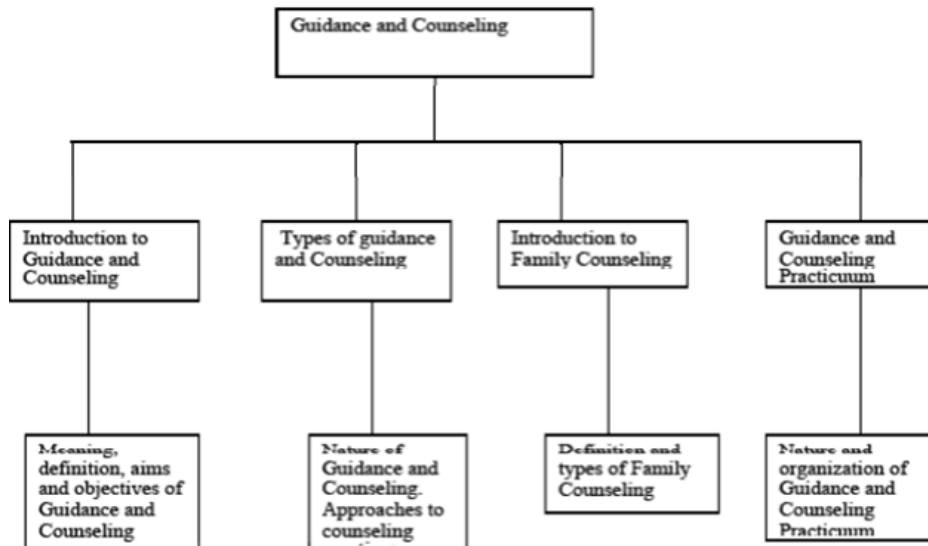 Guidance and Counseling
Introduction to
Guidance and
Counseling
Types of guidance
and Counseling
Introduction to
Family Counseling
Guidance and
Counseling
Practicuum
Meaning,
definition, aims
and objectives of
Guidance and
Counseling
Nature of
Guidance and
Counseling.
Approaches to
counseling
Definition and
types of Family
Counseling
Nature and
organization of
Guidance and
Counseling
Practicuum